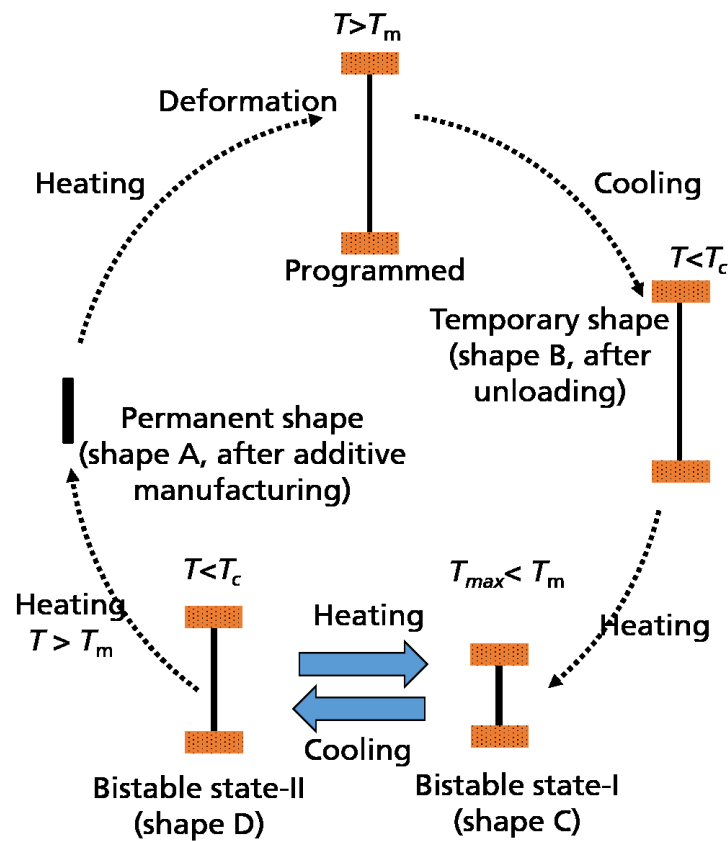 T>Tm
Deformation
Heating
Cooling
Programmed
T<Tc
Temporary shape
(shape B, after
unloading)
Permanent shape
(shape A, after additive
manufacturing)
T<Tc
Tmax< Tm
Heating
T > Tm
Heating
Heating
Cooling
Bistable state-II
(shape D)
Bistable state-I
(shape C)